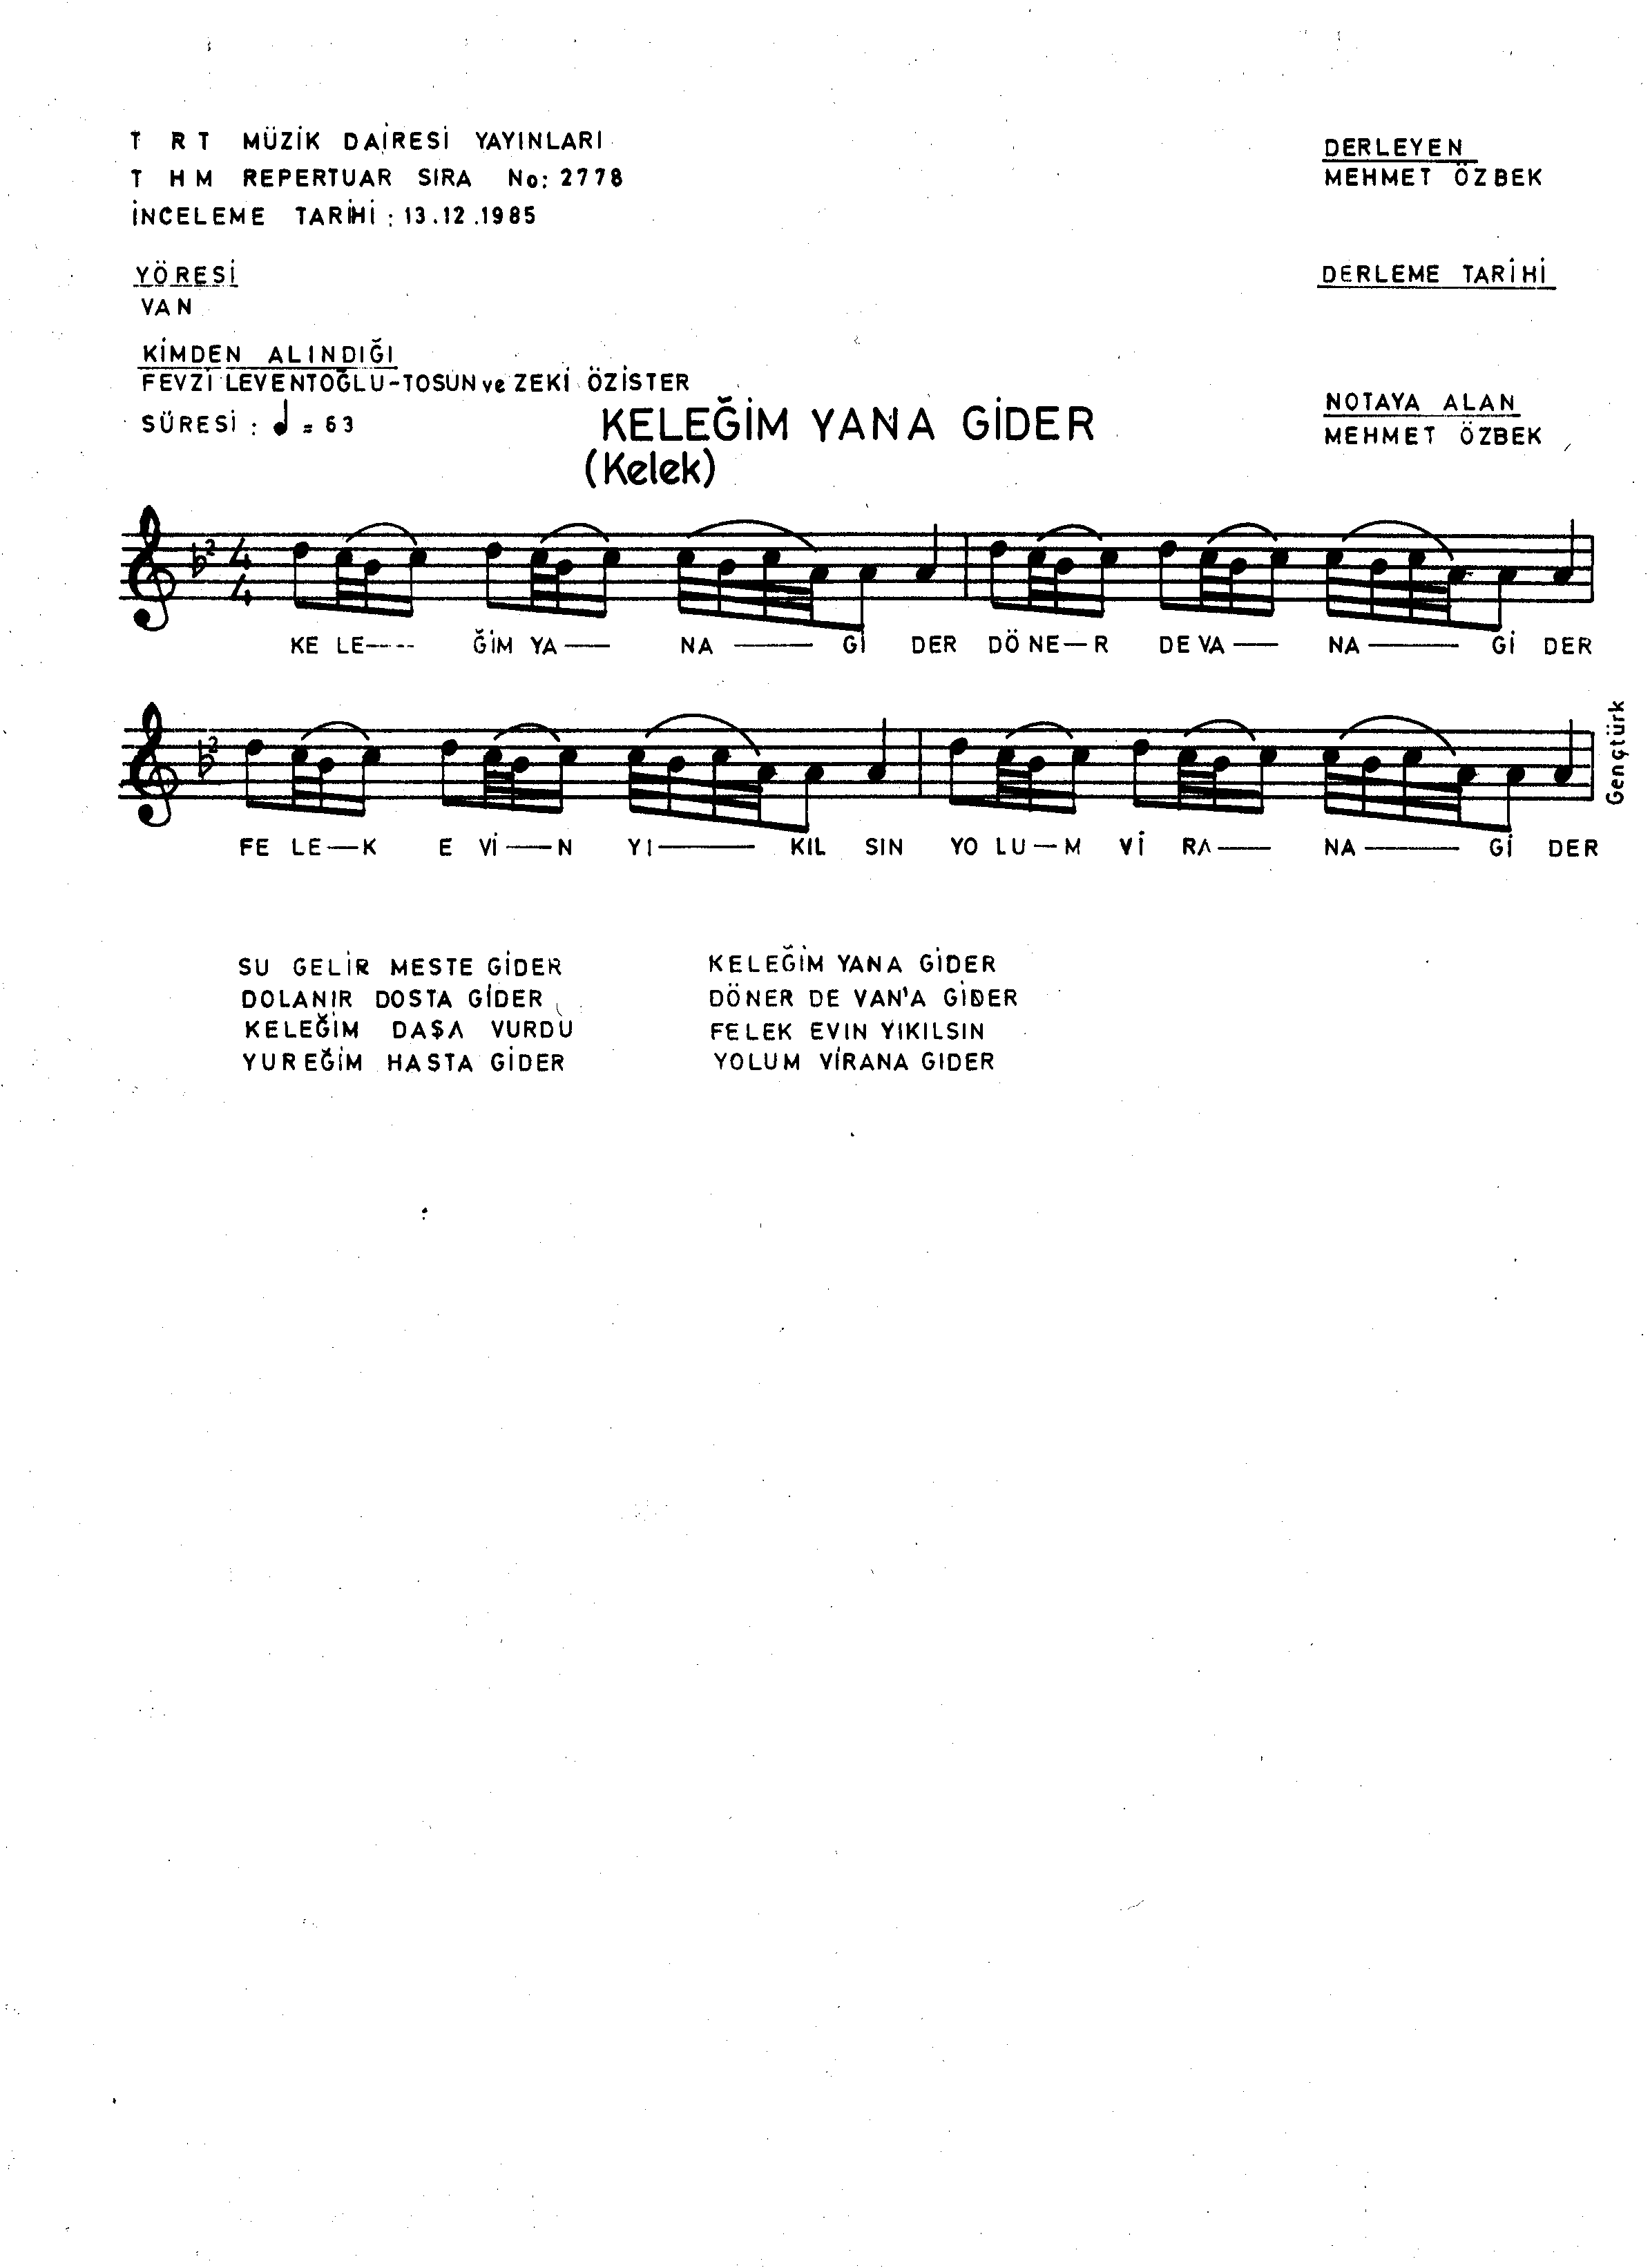 T R T MÜZİK DAİRESİ YAYINLARI
T H M REPERTUAR SIRA No: 2778
İNCELEME TARİHİ : 13.12.1985
YÖRESİ
VAN
KİMDEN ALINDIĞI
FEVZİ LEVENTOĞLU-TOSUN ve ZEKİ ÖZİSTER
SÜRESİ : ♩ = 63
DERLEYEN
MEHMET ÖZBEK
DERLEME TARİHİ
NOTAYA ALAN
MEHMET ÖZBEK
KELEĞİM YANA GİDER
(Kelek)
4
4
KE LE---- ĞİM YA — NA — Gİ DER DÖ NE — R DE VA — NA — Gİ DER
FE LE — K E Vİ — N YI — KIL SIN YO LU — M Vİ RA — NA — Gİ DER
Gençtürk
SU GELİR MESTE GİDER
DOLANIR DOSTA GİDER
KELEĞİM DAŞA VURDU
YUREĞİM HASTA GİDER
KELEĞİM YANA GİDER
DÖNER DE VAN'A GİDER
FELEK EVIN YIKILSIN
YOLUM VİRANA GIDER